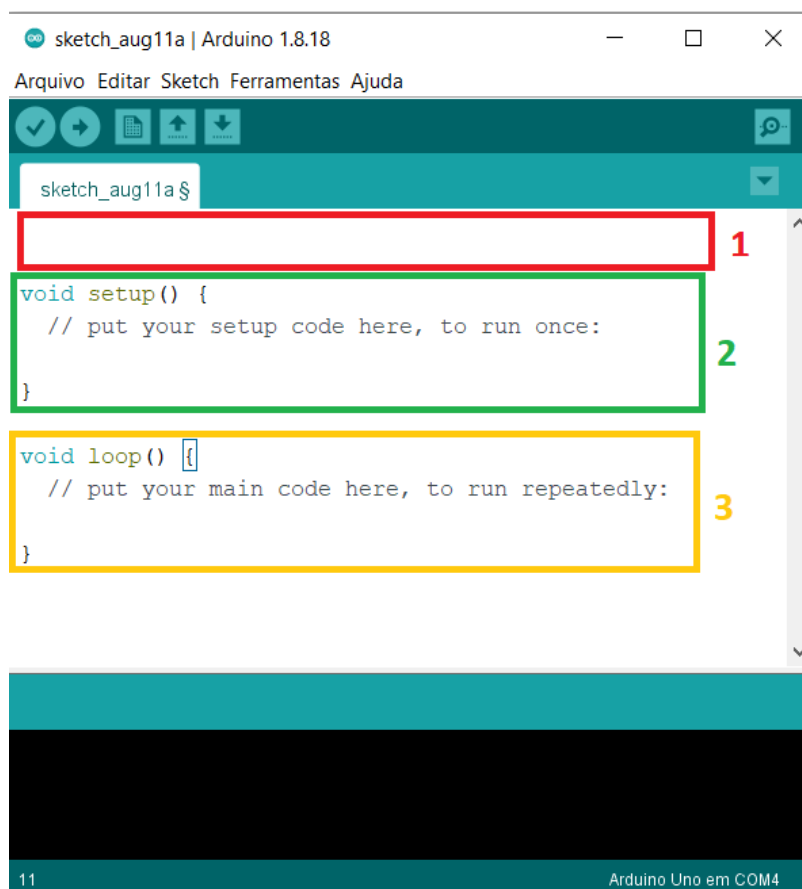 sketch_aug11a | Arduino 1.8.18
Arquivo Editar Sketch Ferramentas Ajuda
sketch_aug11a §
1
void setup() {
// put your setup code here, to run once:
2
}
void loop() {
// put your main code here, to run repeatedly:
3
}
11 Arduino Uno em COM4